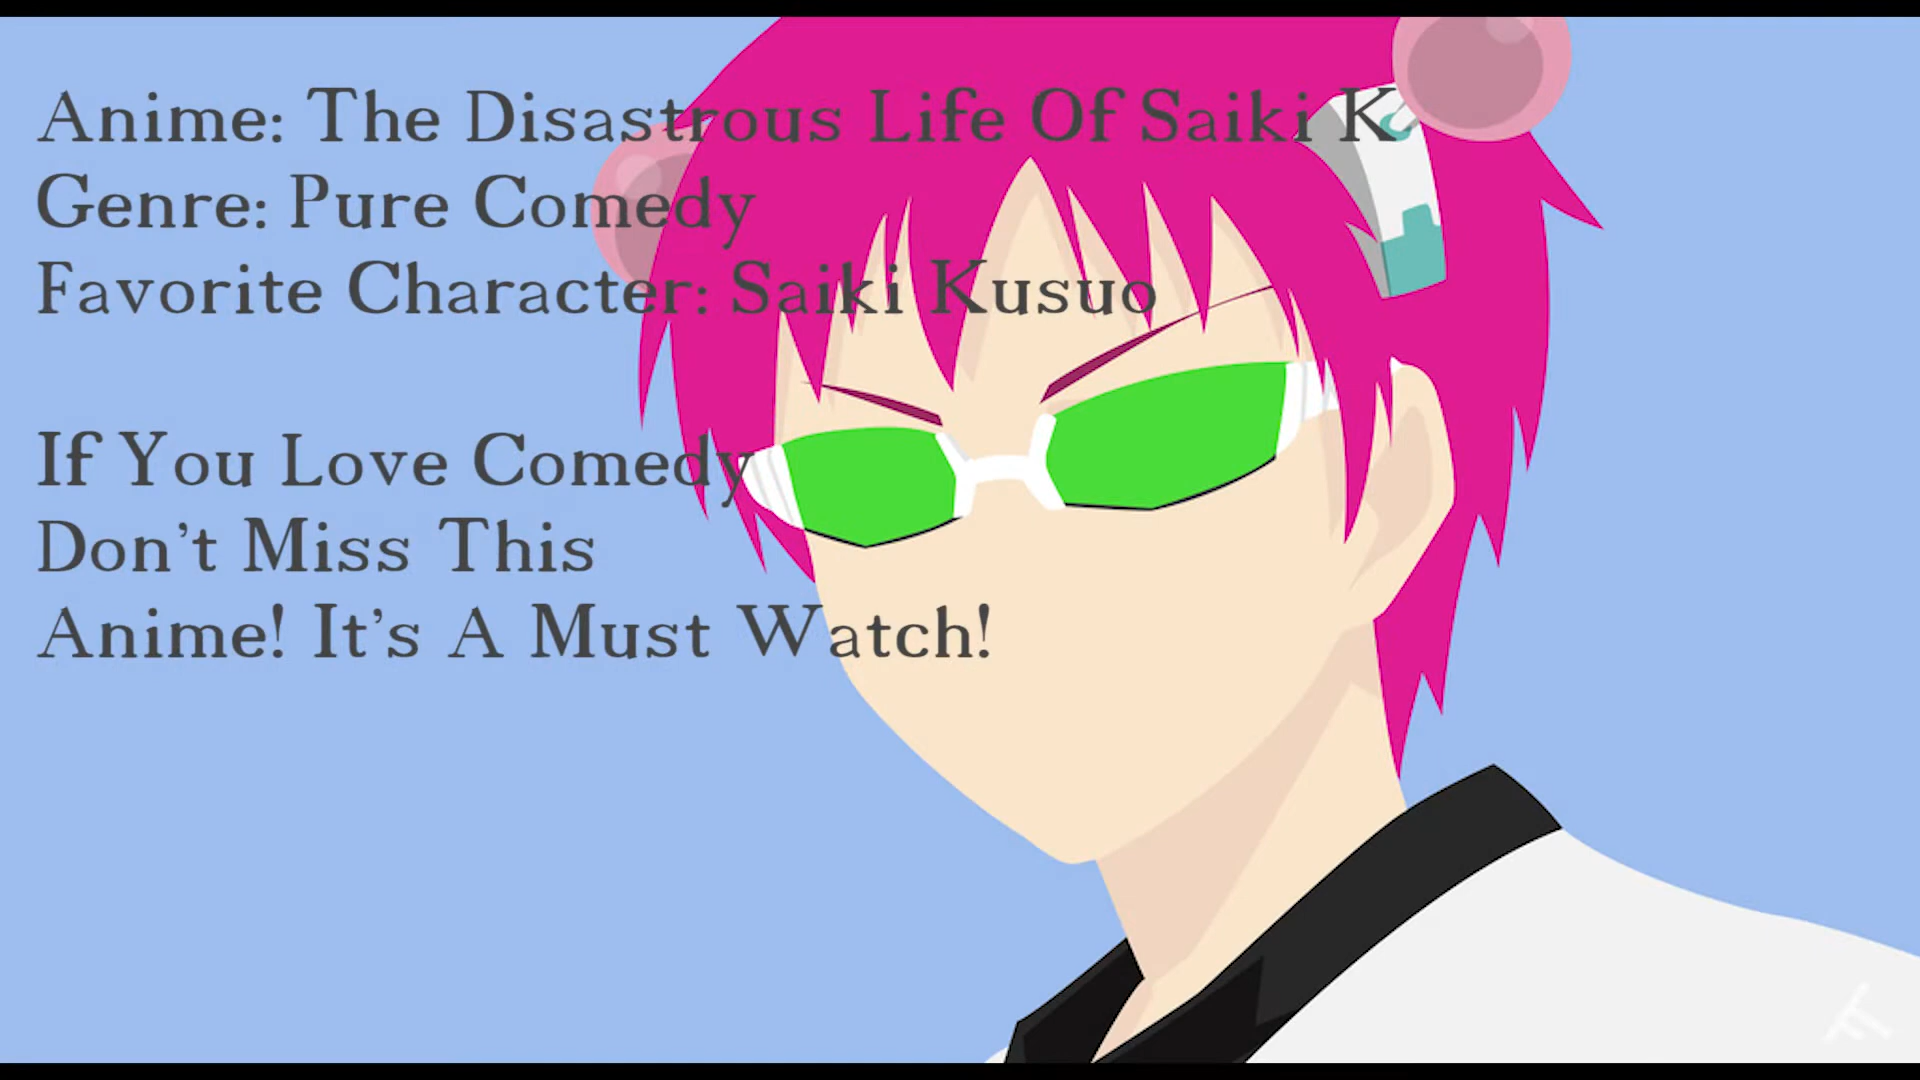 Anime: The Disastrous Life Of Saiki K
Genre: Pure Comedy
Favorite Character: Saiki Kusuo
If You Love Comedy
Don't Miss This
Anime! It's A Must Watch!